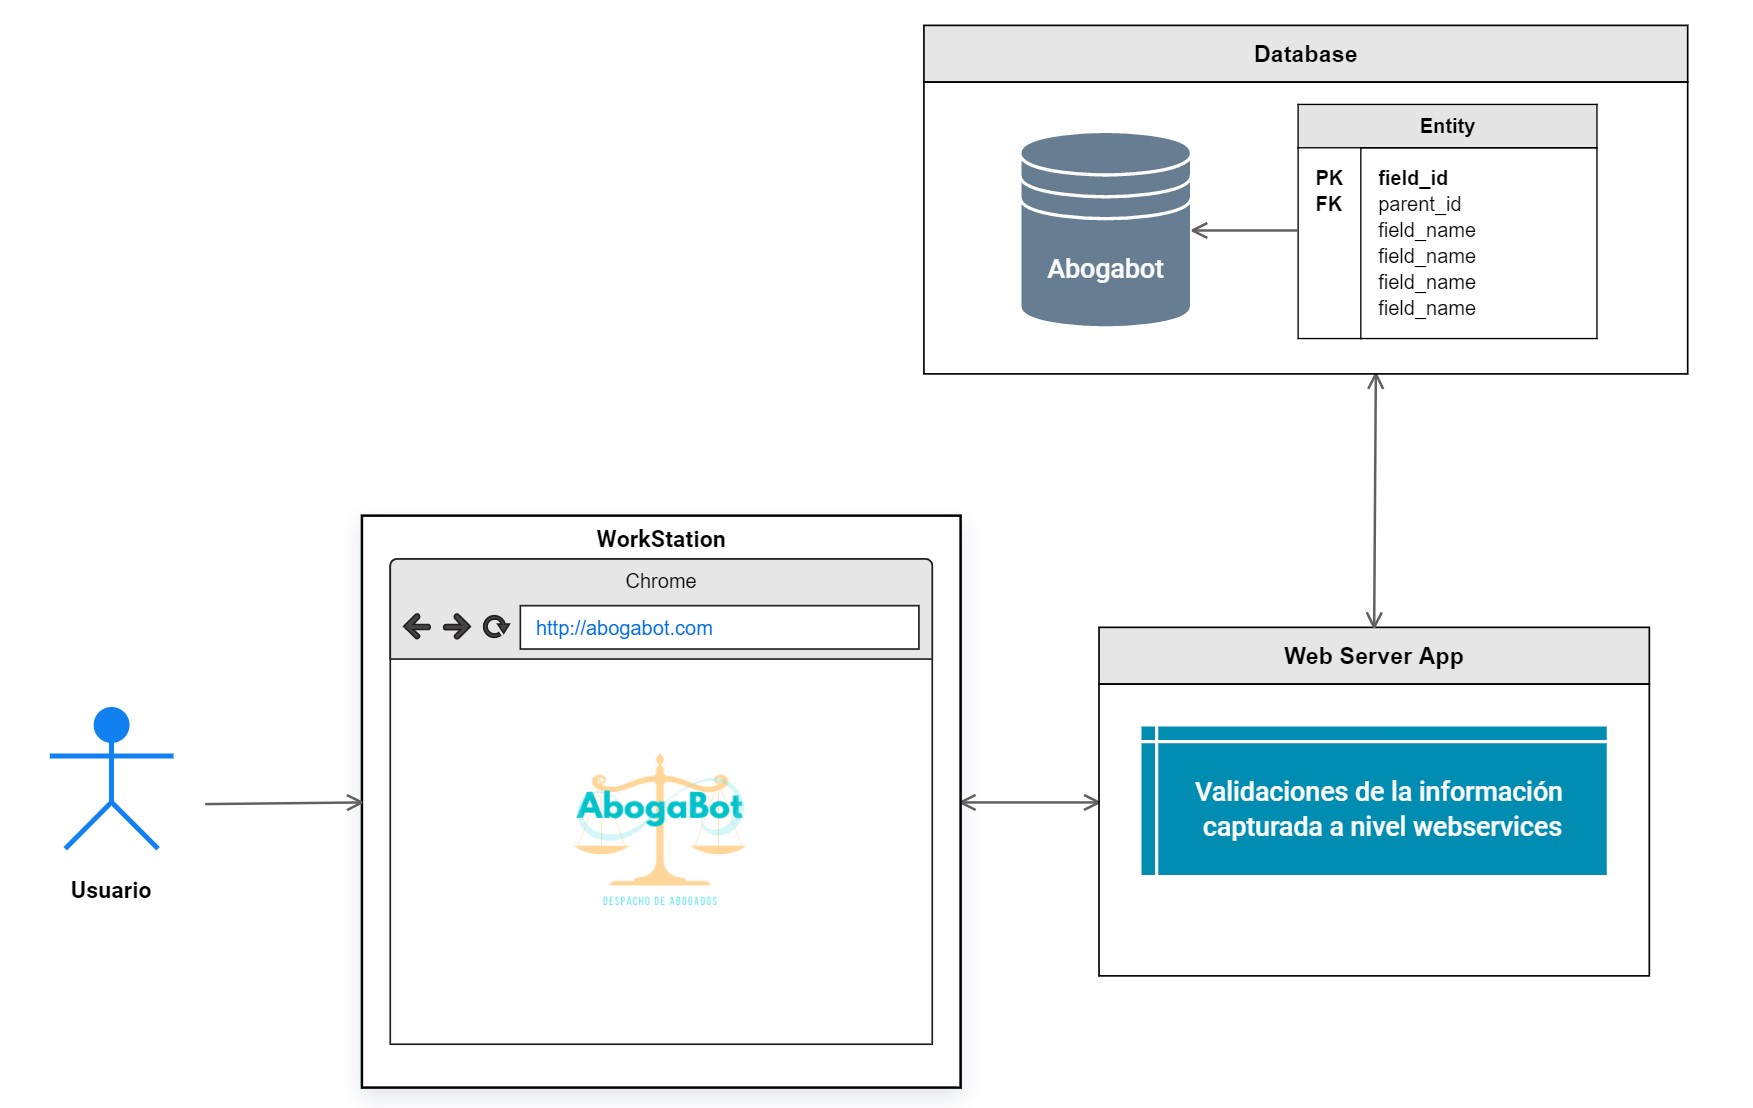 Database
Entity
PK field_id
FK parent_id
field_name
field_name
field_name
field_name
Abogabot
WorkStation
Chrome
http://abogabot.com
AbogaBot
DESPACHO DE ABOGADOS
Usuario
Web Server App
Validaciones de la información
capturada a nivel webservices